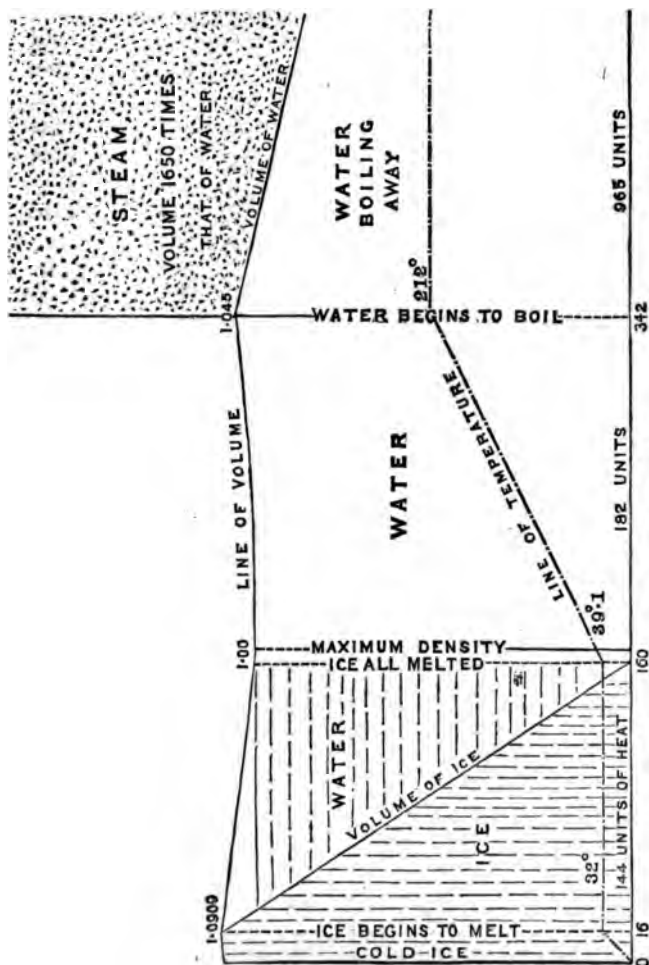 STEAM
VOLUME 1650 TIMES
THAT OF WATER
VOLUME OF WATER
WATER
BOILING
AWAY
965 UNITS
1·045
212°
WATER BEGINS TO BOIL
342
LINE OF VOLUME
WATER
LINE OF TEMPERATURE
182 UNITS
39°·1
1·00
MAXIMUM DENSITY
ICE ALL MELTED
160
WATER
VOLUME OF ICE
ICE
32°
144 UNITS OF HEAT
1·0909
ICE BEGINS TO MELT
16
COLD ICE
0